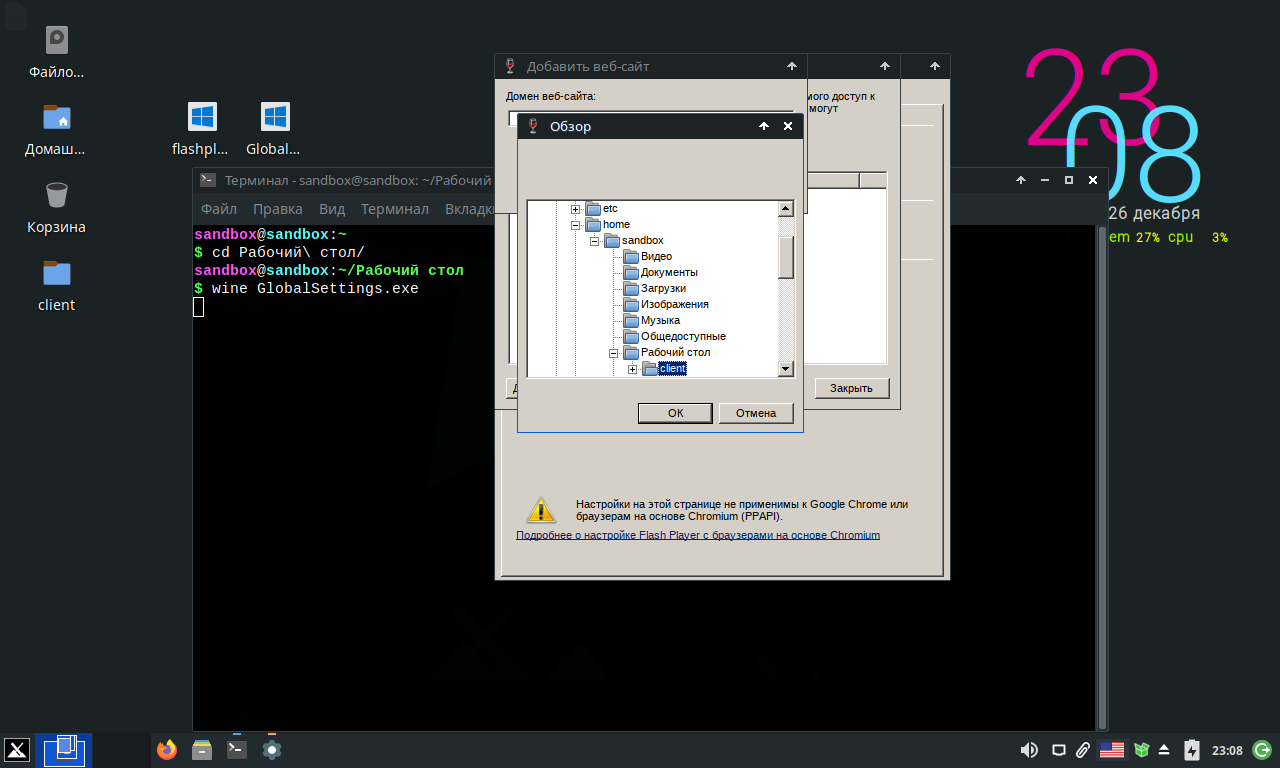 Файло...
Домаш...
Корзина
client
flashpl...
Global...
23
08
26 декабря
em 27% cpu 3%
Терминал - sandbox@sandbox: ~/Рабочий
Файл Правка Вид Терминал Вкладк
sandbox@sandbox:~
$ cd Рабочий\ стол/
sandbox@sandbox:~/Рабочий стол
$ wine GlobalSettings.exe
Добавить веб-сайт
Домен веб-сайта:
мого доступ к
могут
Обзор
etc
home
sandbox
Видео
Документы
Загрузки
Изображения
Музыка
Общедоступные
Рабочий стол
client
ОК Отмена
Закрыть
Настройки на этой странице не применимы к Google Chrome или
браузерам на основе Chromium (PPAPI).
Подробнее о настройке Flash Player с браузерами на основе Chromium
23:08